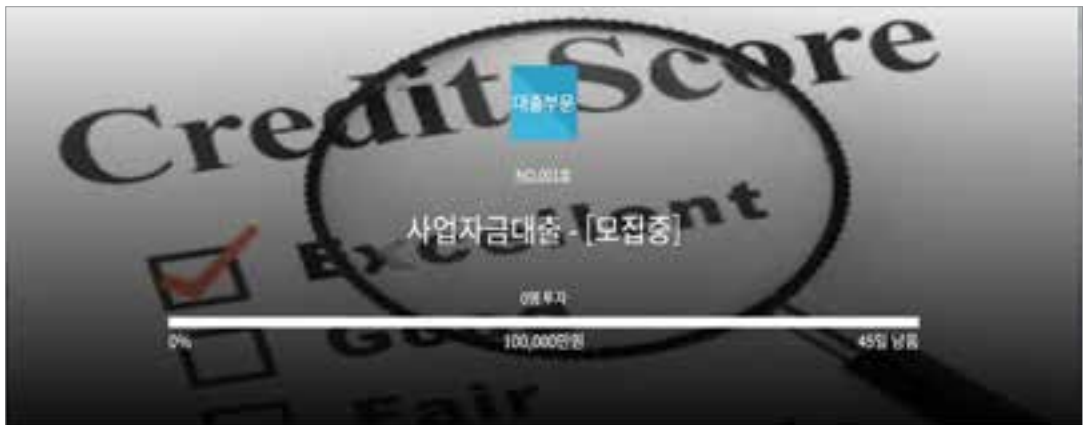 Credit Score
대출부문
NO.001호
Excellent
사업자금대출 - [모집중]
0명 투자
Good
0%
100,000만원
45일 남음
Fair